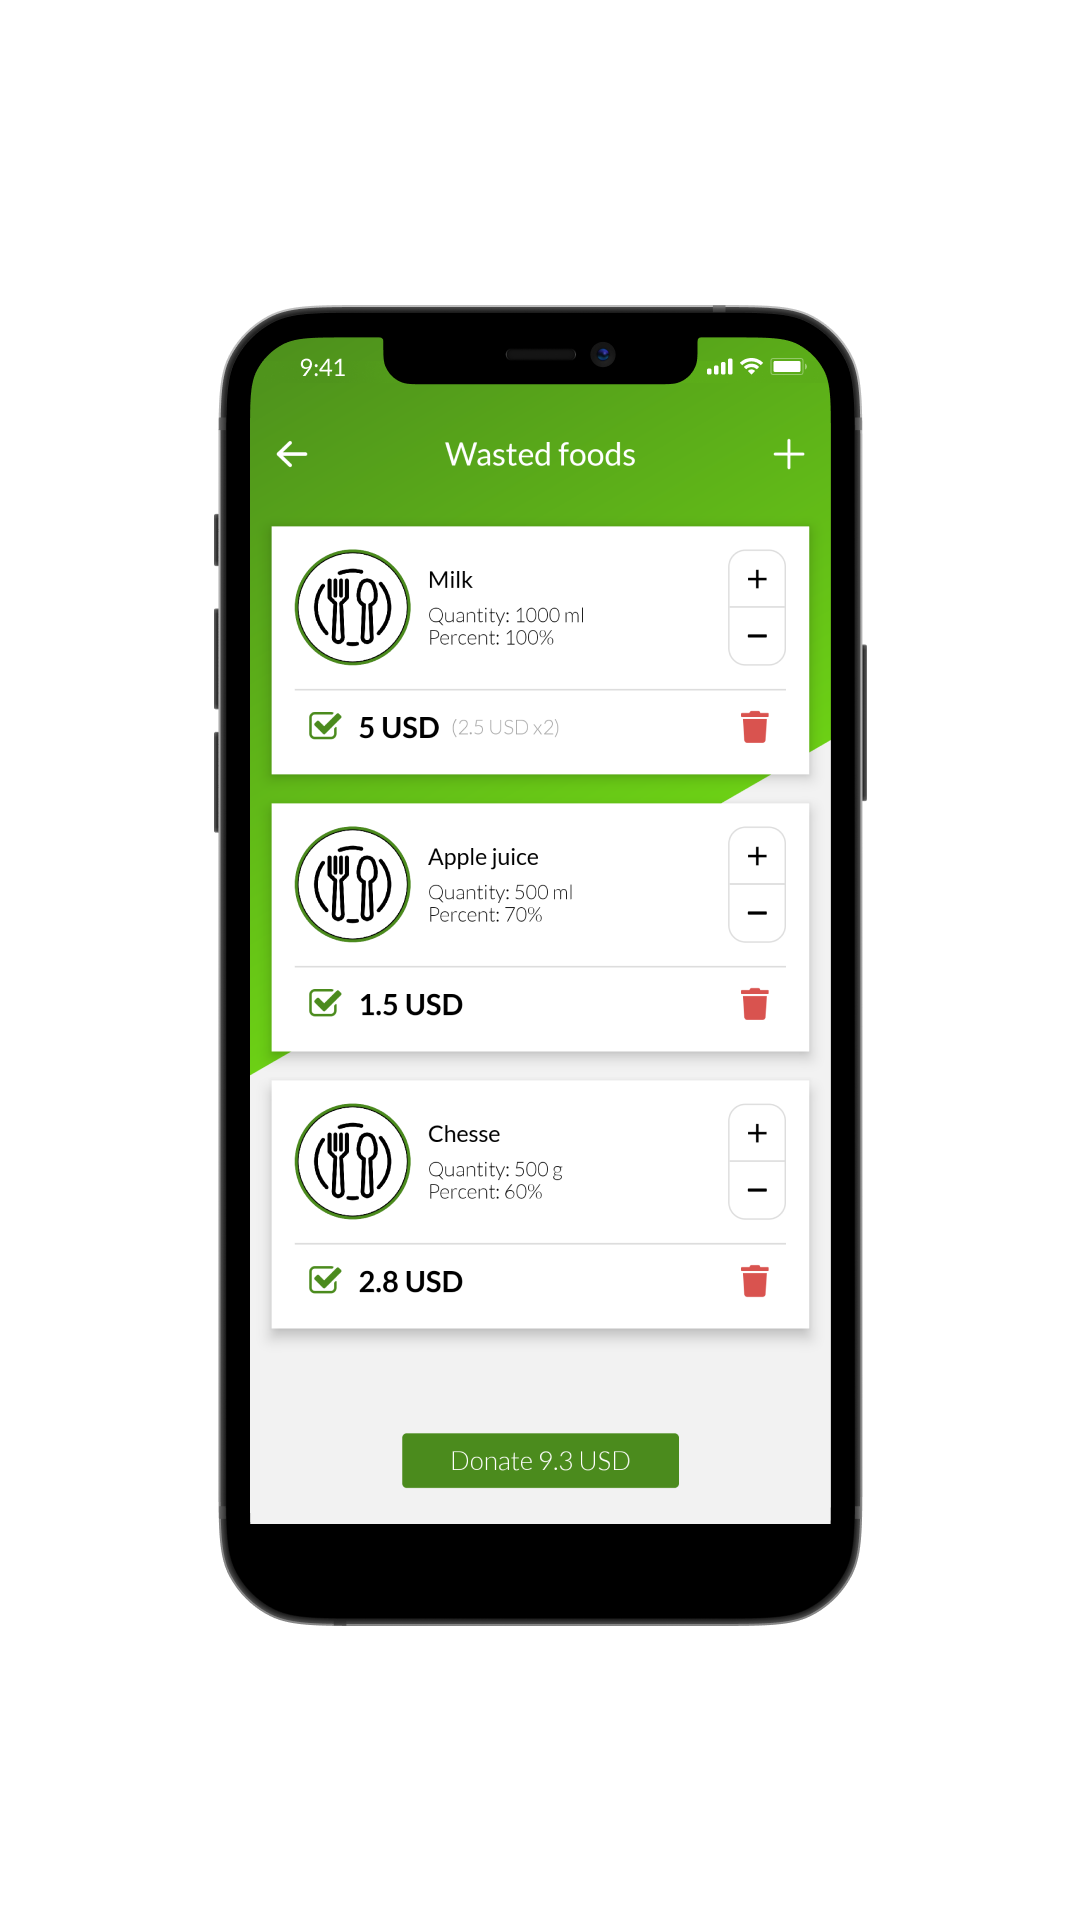 9:41
Wasted foods
Milk
Quantity: 1000 ml
Percent: 100%
5 USD (2.5 USD x2)
Apple juice
Quantity: 500 ml
Percent: 70%
1.5 USD
Chesse
Quantity: 500 g
Percent: 60%
2.8 USD
Donate 9.3 USD